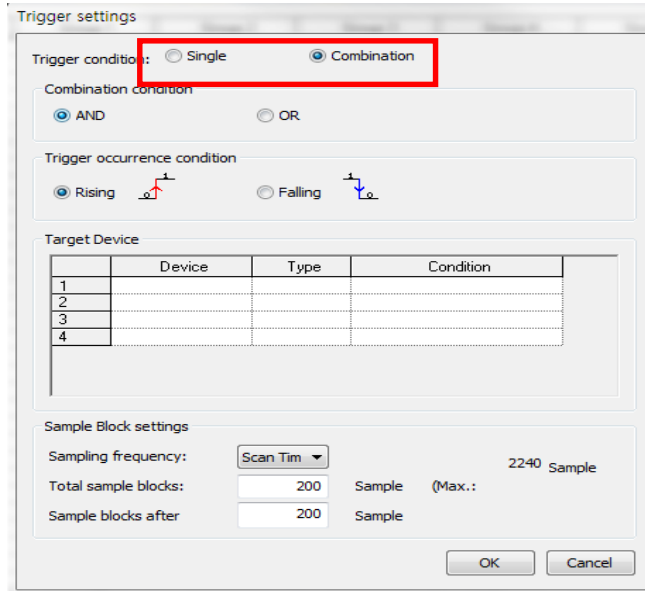 Trigger settings
Trigger condition: Single Combination
Combination condition
AND OR
Trigger occurrence condition
Rising 0 1 Falling 1 0
Target Device
Device Type Condition
1
2
3
4
Sample Block settings
Sampling frequency: Scan Tim 2240 Sample
Total sample blocks: 200 Sample (Max.:
Sample blocks after 200 Sample
OK Cancel